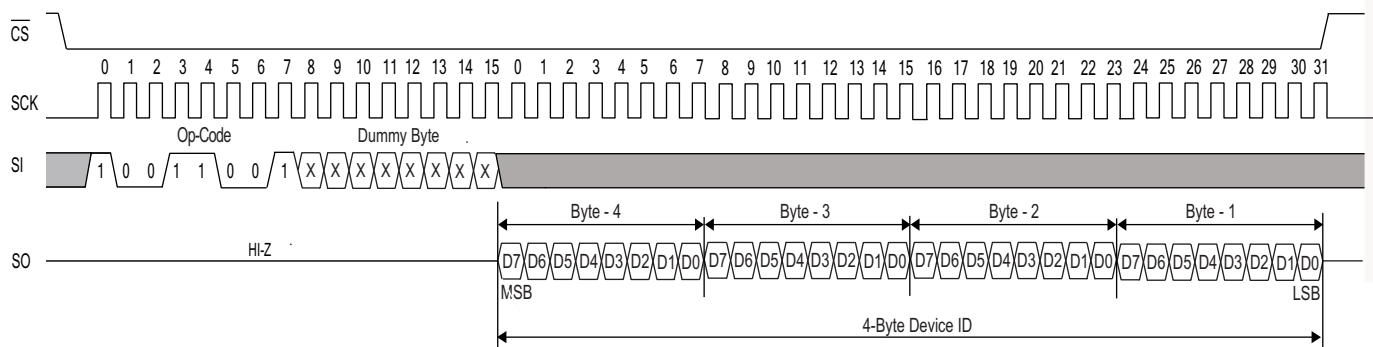 CS
0 1 2 3 4 5 6 7 8 9 10 11 12 13 14 15 0 1 2 3 4 5 6 7 8 9 10 11 12 13 14 15 16 17 18 19 20 21 22 23 24 25 26 27 28 29 30 31
SCK
Op-Code Dummy Byte
SI 1 0 0 1 1 0 0 1 X X X X X X X X
Byte - 4 Byte - 3 Byte - 2 Byte - 1
HI-Z
SO D7 D6 D5 D4 D3 D2 D1 D0 D7 D6 D5 D4 D3 D2 D1 D0 D7 D6 D5 D4 D3 D2 D1 D0 D7 D6 D5 D4 D3 D2 D1 D0
MSB LSB
4-Byte Device ID